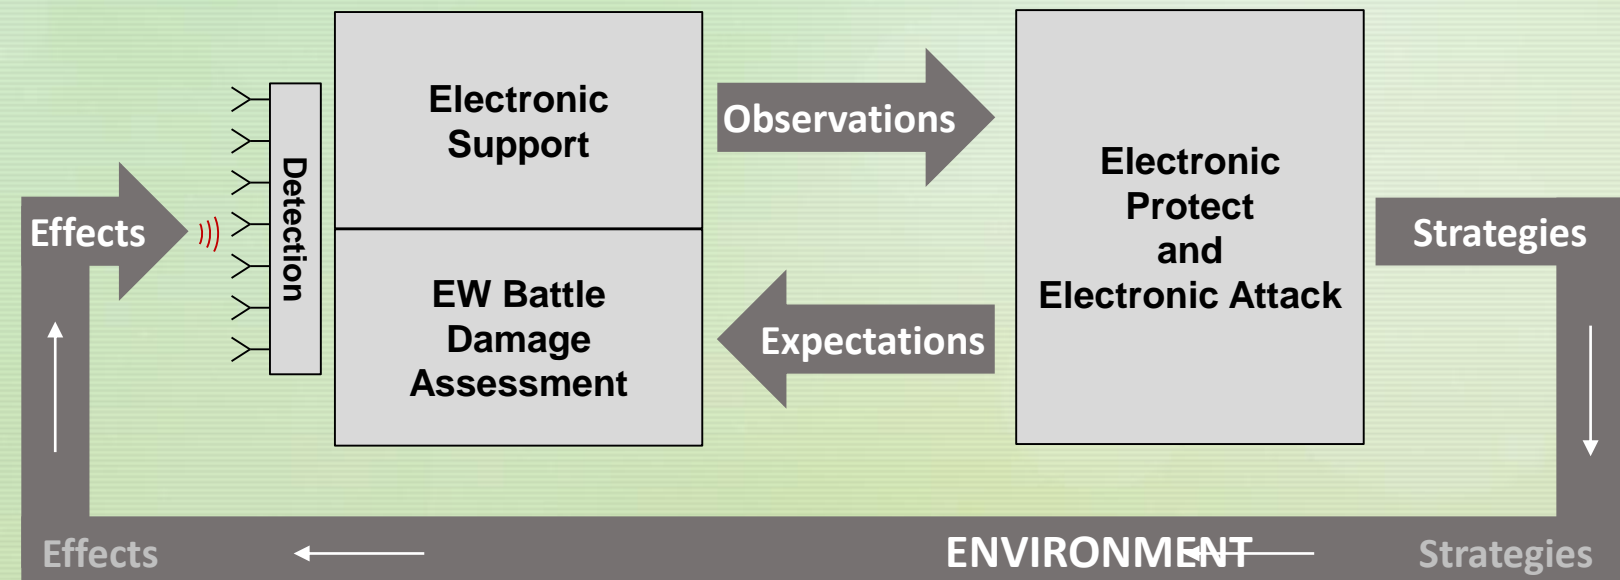 Effects
Detection
Electronic
Support
EW Battle
Damage
Assessment
Observations
Expectations
Electronic
Protect
and
Electronic Attack
Strategies
Effects
ENVIRONMENT
Strategies